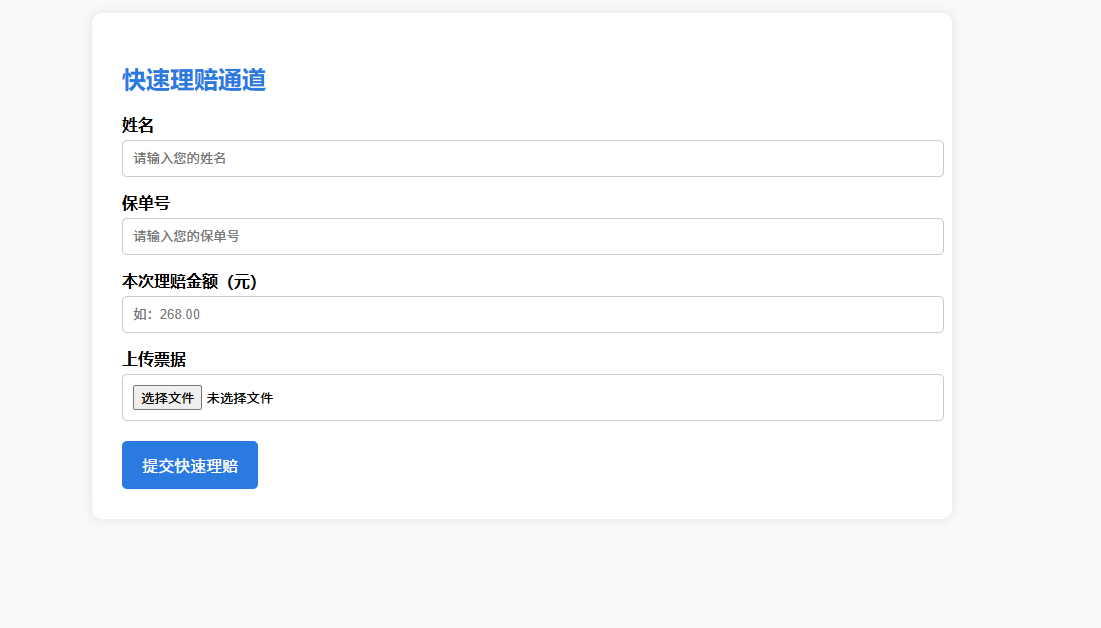 快速理赔通道
姓名
请输入您的姓名
保单号
请输入您的保单号
本次理赔金额（元）
如：268.00
上传票据
选择文件 未选择文件
提交快速理赔